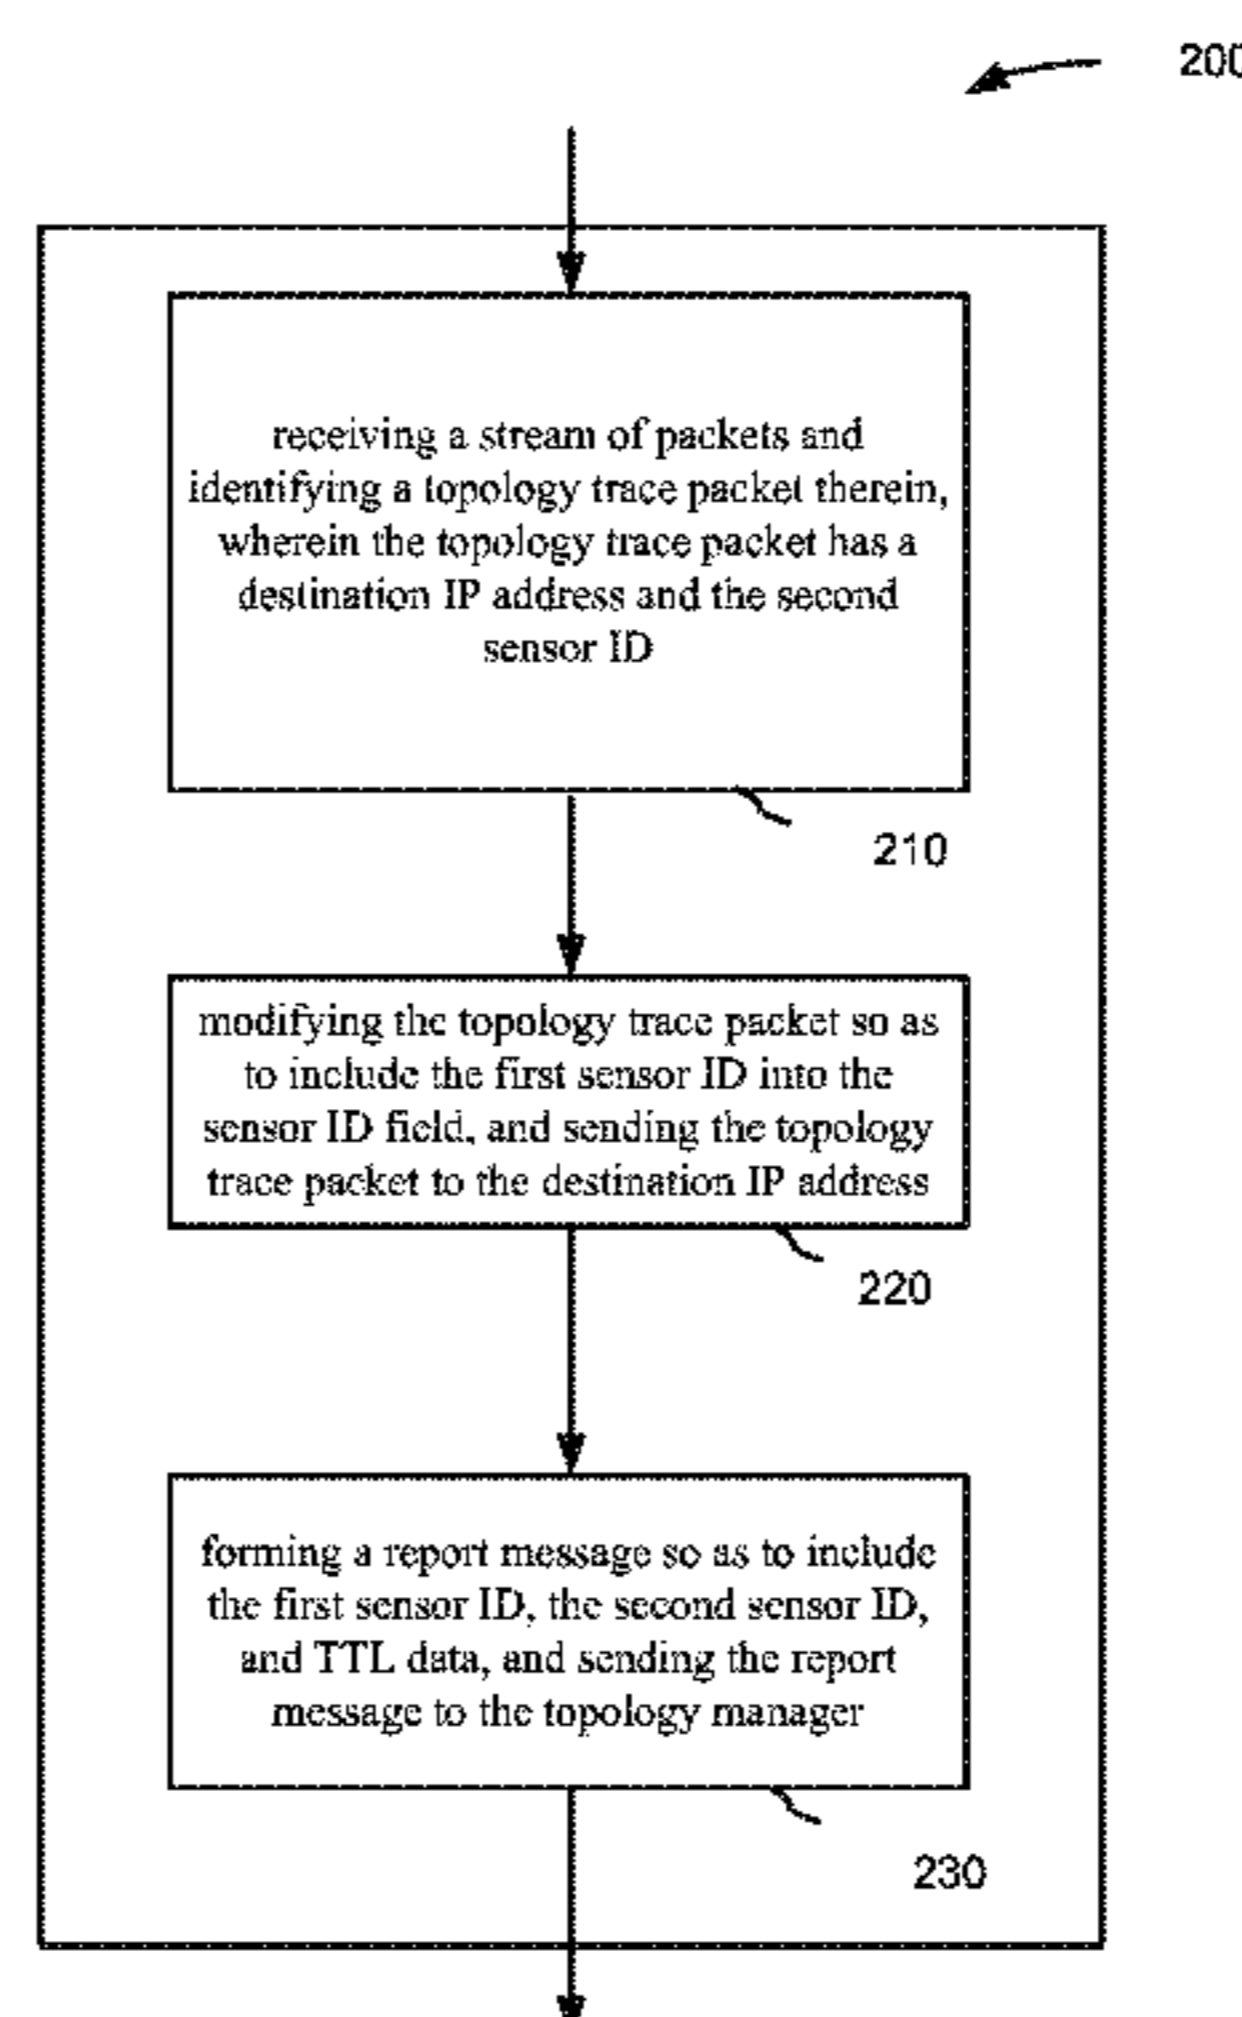 200
receiving a stream of packets and
identifying a topology trace packet therein,
wherein the topology trace packet has a
destination IP address and the second
sensor ID
210
modifying the topology trace packet so as
to include the first sensor ID into the
sensor ID field, and sending the topology
trace packet to the destination IP address
220
forming a report message so as to include
the first sensor ID, the second sensor ID,
and TTL data, and sending the report
message to the topology manager
230